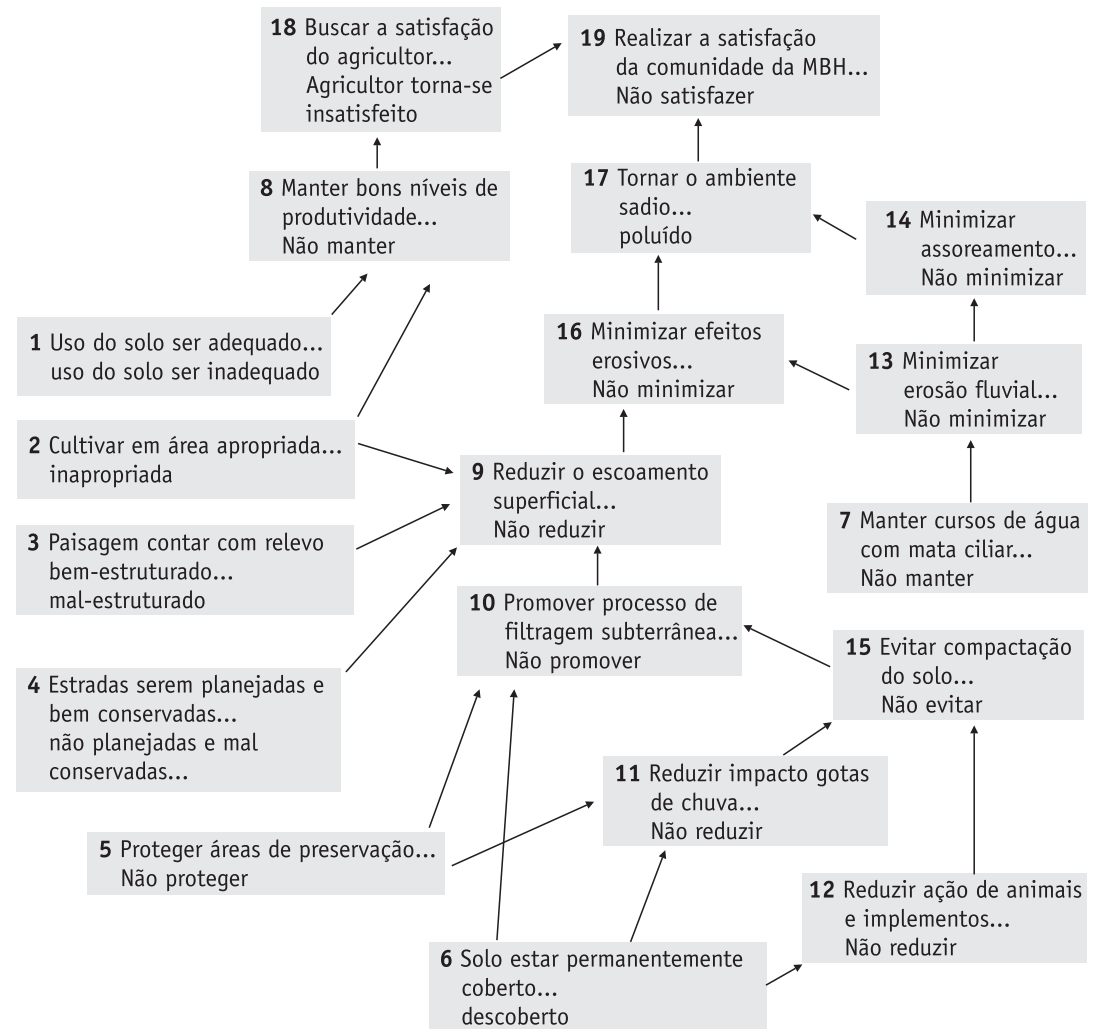 18 Buscar a satisfação
do agricultor...
Agricultor torna-se
insatisfeito
19 Realizar a satisfação
da comunidade da MBH...
Não satisfazer
8 Manter bons níveis de
produtividade...
Não manter
17 Tornar o ambiente
sadio...
poluído
14 Minimizar
assoreamento...
Não minimizar
1 Uso do solo ser adequado...
uso do solo ser inadequado
16 Minimizar efeitos
erosivos...
Não minimizar
13 Minimizar
erosão fluvial...
Não minimizar
2 Cultivar em área apropriada...
inapropriada
9 Reduzir o escoamento
superficial...
Não reduzir
7 Manter cursos de água
com mata ciliar...
Não manter
3 Paisagem contar com relevo
bem-estruturado...
mal-estruturado
10 Promover processo de
filtragem subterrânea...
Não promover
15 Evitar compactação
do solo...
Não evitar
4 Estradas serem planejadas e
bem conservadas...
não planejadas e mal
conservadas...
11 Reduzir impacto gotas
de chuva...
Não reduzir
5 Proteger áreas de preservação...
Não proteger
12 Reduzir ação de animais
e implementos...
Não reduzir
6 Solo estar permanentemente
coberto...
descoberto